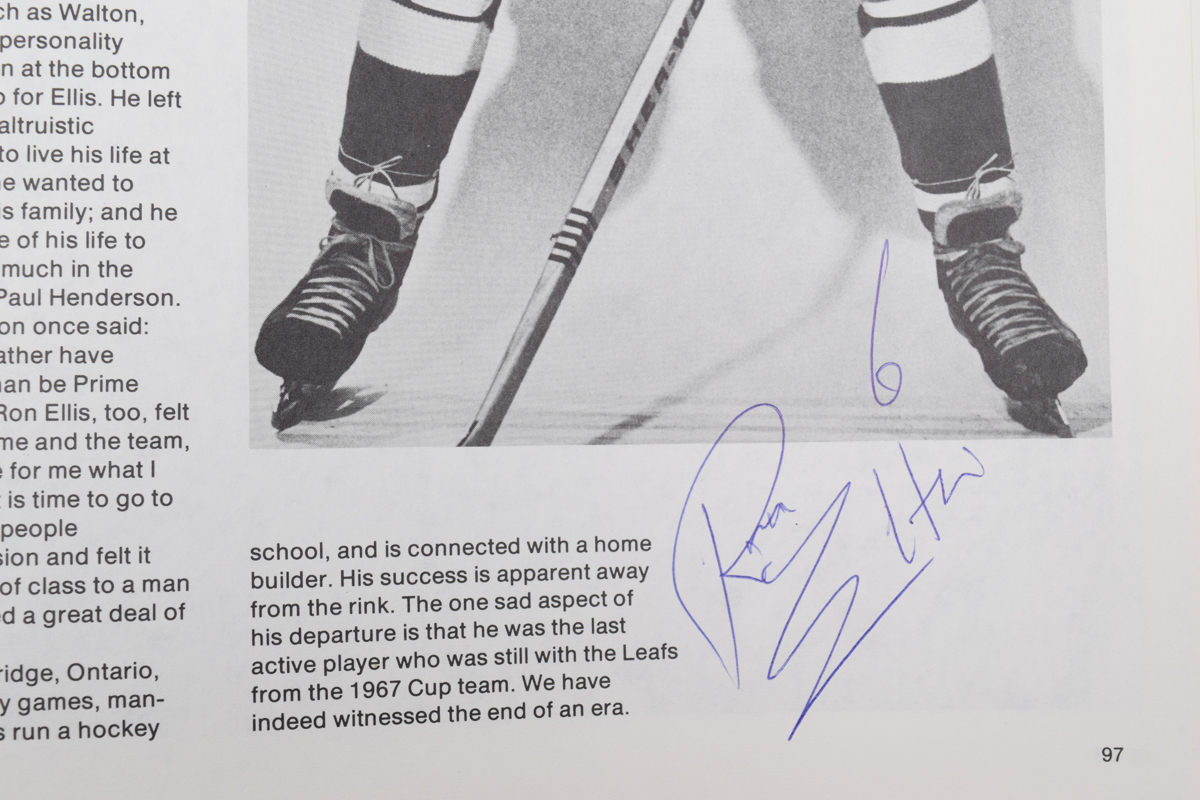 ch as Walton,
personality
n at the bottom
o for Ellis. He left
altruistic
to live his life at
e wanted to
is family; and he
e of his life to
much in the
Paul Henderson.
on once said:
ather have
an be Prime
Ron Ellis, too, felt
me and the team,
e for me what I
t is time to go to
people
sion and felt it
of class to a man
ed a great deal of
ridge, Ontario,
y games, man-
s run a hockey
SHER-W
6
Ron Ellis
school, and is connected with a home
builder. His success is apparent away
from the rink. The one sad aspect of
his departure is that he was the last
active player who was still with the Leafs
from the 1967 Cup team. We have
indeed witnessed the end of an era.
97